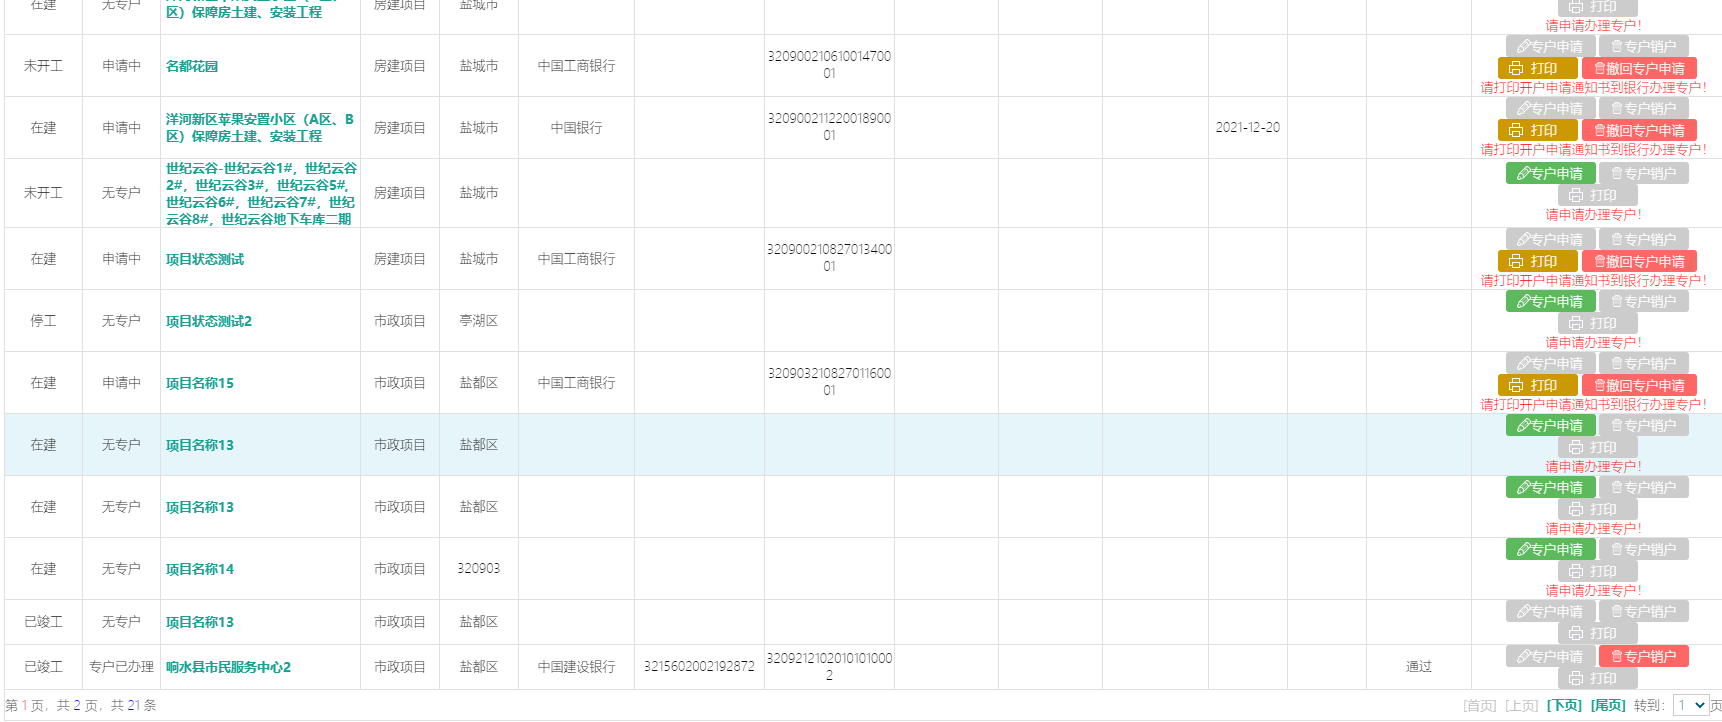 在建
无专户
区）保障房土建、安装工程
房建项目
盐城市
打印
请申请办理专户！
未开工
申请中
名都花园
房建项目
盐城市
中国工商银行
320900210610014700
01
专户申请
专户销户
打印
撤回专户申请
请打印开户申请通知书到银行办理专户！
在建
申请中
洋河新区苹果安置小区（A区、B
区）保障房土建、安装工程
房建项目
盐城市
中国银行
320900211220018900
01
2021-12-20
专户申请
专户销户
打印
撤回专户申请
请打印开户申请通知书到银行办理专户！
未开工
无专户
世纪云谷-世纪云谷1#，世纪云谷
2#，世纪云谷3#，世纪云谷5#，
世纪云谷6#，世纪云谷7#，世纪
云谷8#，世纪云谷地下车库二期
房建项目
盐城市
专户申请
专户销户
打印
请申请办理专户！
在建
申请中
项目状态测试
房建项目
盐城市
中国工商银行
320900210827013400
01
专户申请
专户销户
打印
撤回专户申请
请打印开户申请通知书到银行办理专户！
停工
无专户
项目状态测试2
市政项目
亭湖区
专户申请
专户销户
打印
请申请办理专户！
在建
申请中
项目名称15
市政项目
盐都区
中国工商银行
320903210827011600
01
专户申请
专户销户
打印
撤回专户申请
请打印开户申请通知书到银行办理专户！
在建
无专户
项目名称13
市政项目
盐都区
专户申请
专户销户
打印
请申请办理专户！
在建
无专户
项目名称13
市政项目
盐都区
专户申请
专户销户
打印
请申请办理专户！
在建
无专户
项目名称14
市政项目
320903
专户申请
专户销户
打印
请申请办理专户！
已竣工
无专户
项目名称13
市政项目
盐都区
专户申请
专户销户
打印
已竣工
专户已办理
响水县市民服务中心2
市政项目
盐都区
中国建设银行
3215602002192872
3209212102010101000
2
通过
专户申请
专户销户
打印
第 1 页，共 2 页，共 21 条
[首页] [上页] [下页] [尾页] 转到： 1 页